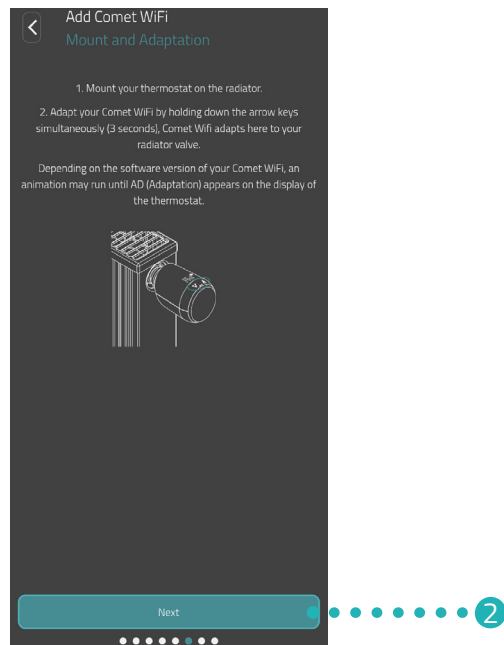 Add Comet WiFi
Mount and Adaptation
1. Mount your thermostat on the radiator.
2. Adapt your Comet WiFi by holding down the arrow keys
simultaneously (3 seconds), Comet Wifi adapts here to your
radiator valve.
Depending on the software version of your Comet WiFi, an
animation may run until AD (Adaptation) appears on the display of
the thermostat.
Next
2